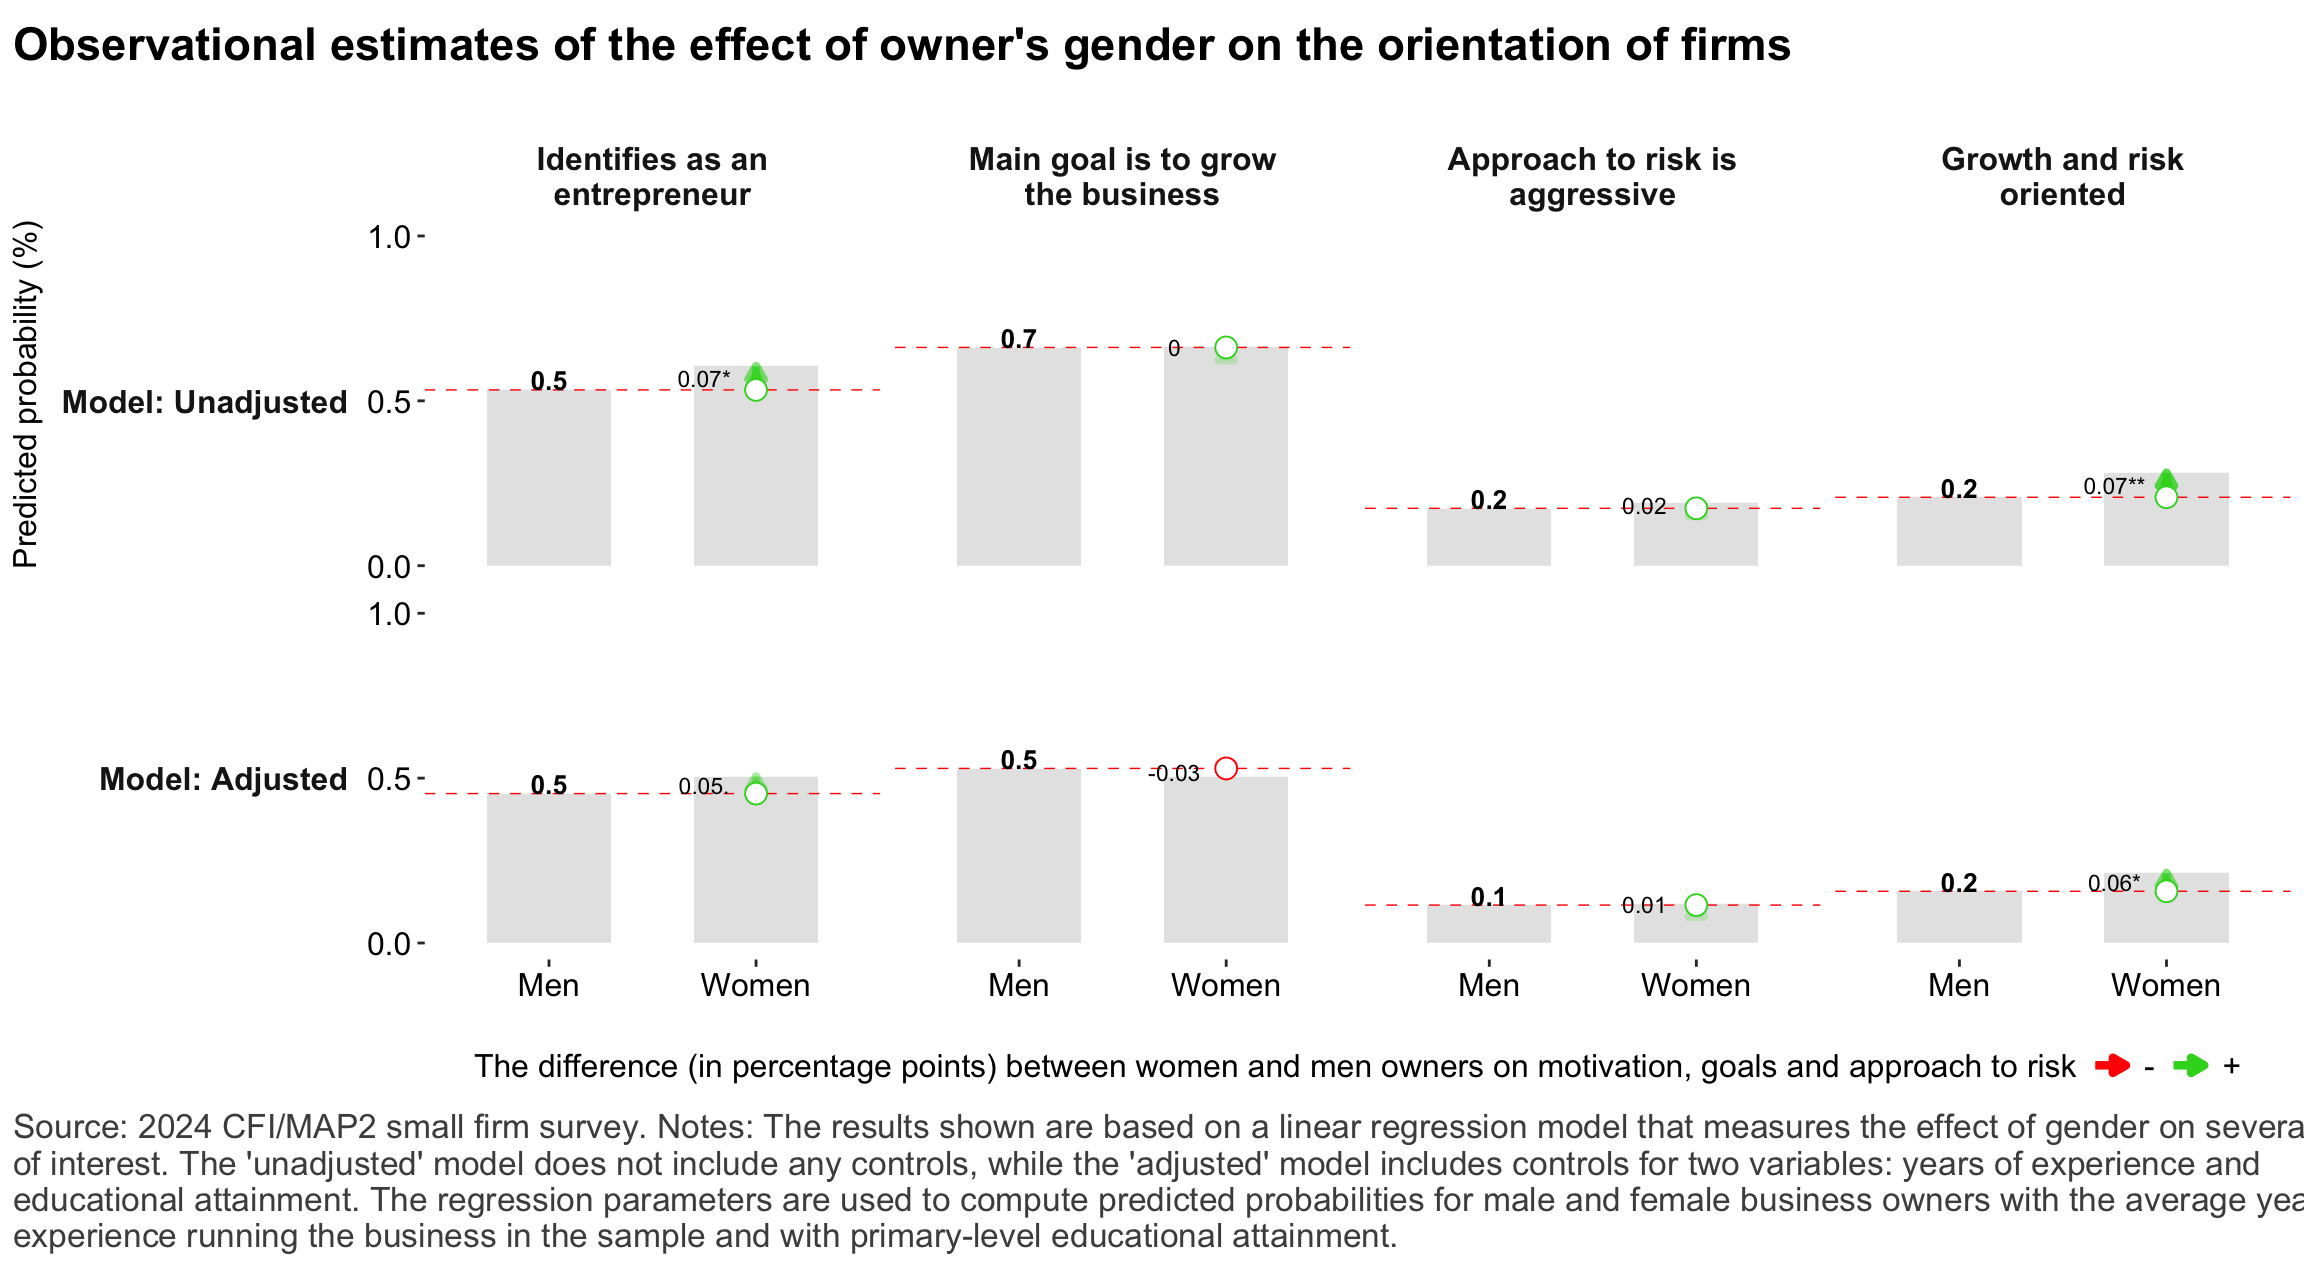 Observational estimates of the effect of owner's gender on the orientation of firms
Identifies as an
entrepreneur
Main goal is to grow
the business
Approach to risk is
aggressive
Growth and risk
oriented
Predicted probability (%)
Model: Unadjusted
1.0
0.5
0.0
0.5
0.07*
0.7
0
0.2
0.02
0.2
0.07**
Model: Adjusted
1.0
0.5
0.0
0.5
0.05.
0.5
-0.03
0.1
0.01
0.2
0.06*
Men
Women
Men
Women
Men
Women
Men
Women
The difference (in percentage points) between women and men owners on motivation, goals and approach to risk - +
Source: 2024 CFI/MAP2 small firm survey. Notes: The results shown are based on a linear regression model that measures the effect of gender on severa
of interest. The 'unadjusted' model does not include any controls, while the 'adjusted' model includes controls for two variables: years of experience and
educational attainment. The regression parameters are used to compute predicted probabilities for male and female business owners with the average yea
experience running the business in the sample and with primary-level educational attainment.